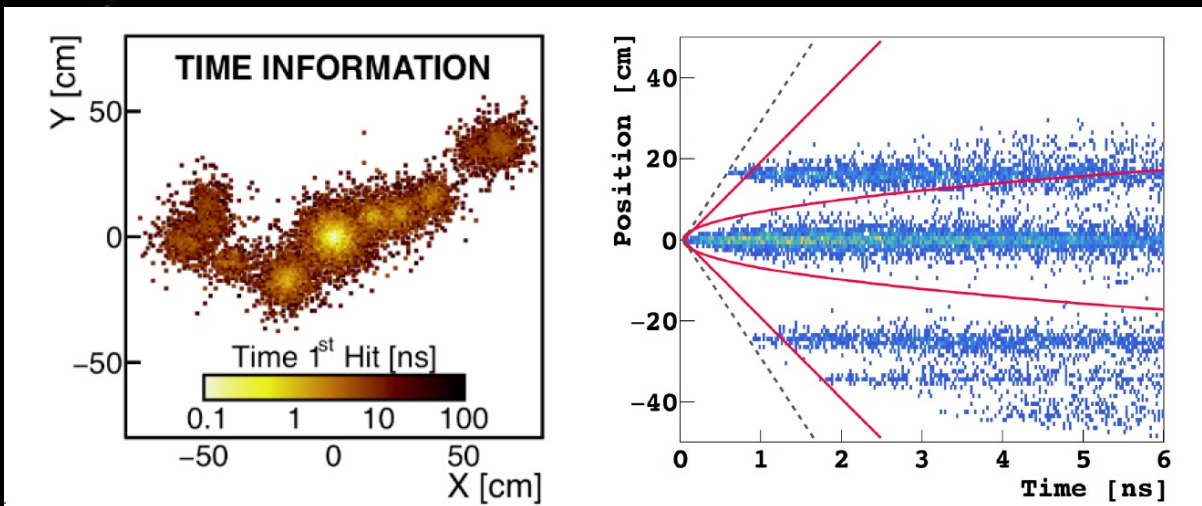 TIME INFORMATION
Y [cm]
50
0
−50
Time 1st Hit [ns]
0.1 1 10 100
−50 0 50
X [cm]
Position [cm]
40
20
0
−20
−40
0 1 2 3 4 5 6
Time [ns]